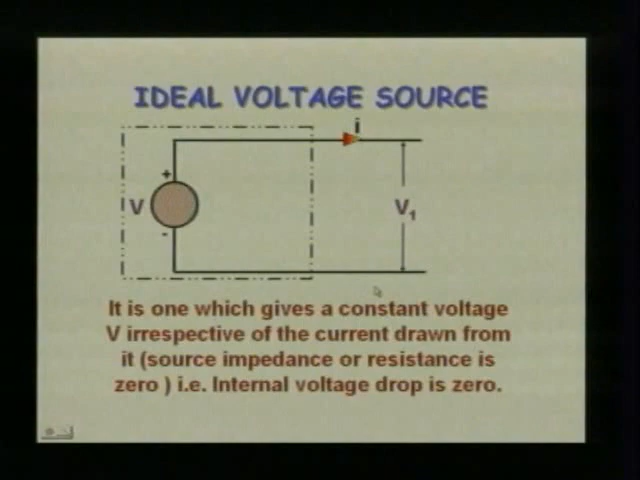 IDEAL VOLTAGE SOURCE
i
+
V
V1
-
It is one which gives a constant voltage
V irrespective of the current drawn from
it (source impedance or resistance is
zero ) i.e. Internal voltage drop is zero.